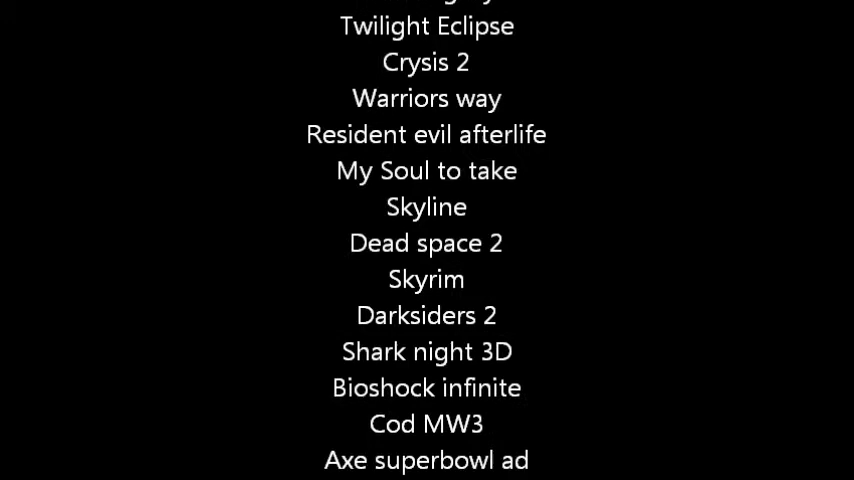 Twilight Eclipse
Crysis 2
Warriors way
Resident evil afterlife
My Soul to take
Skyline
Dead space 2
Skyrim
Darksiders 2
Shark night 3D
Bioshock infinite
Cod MW3
Axe superbowl ad